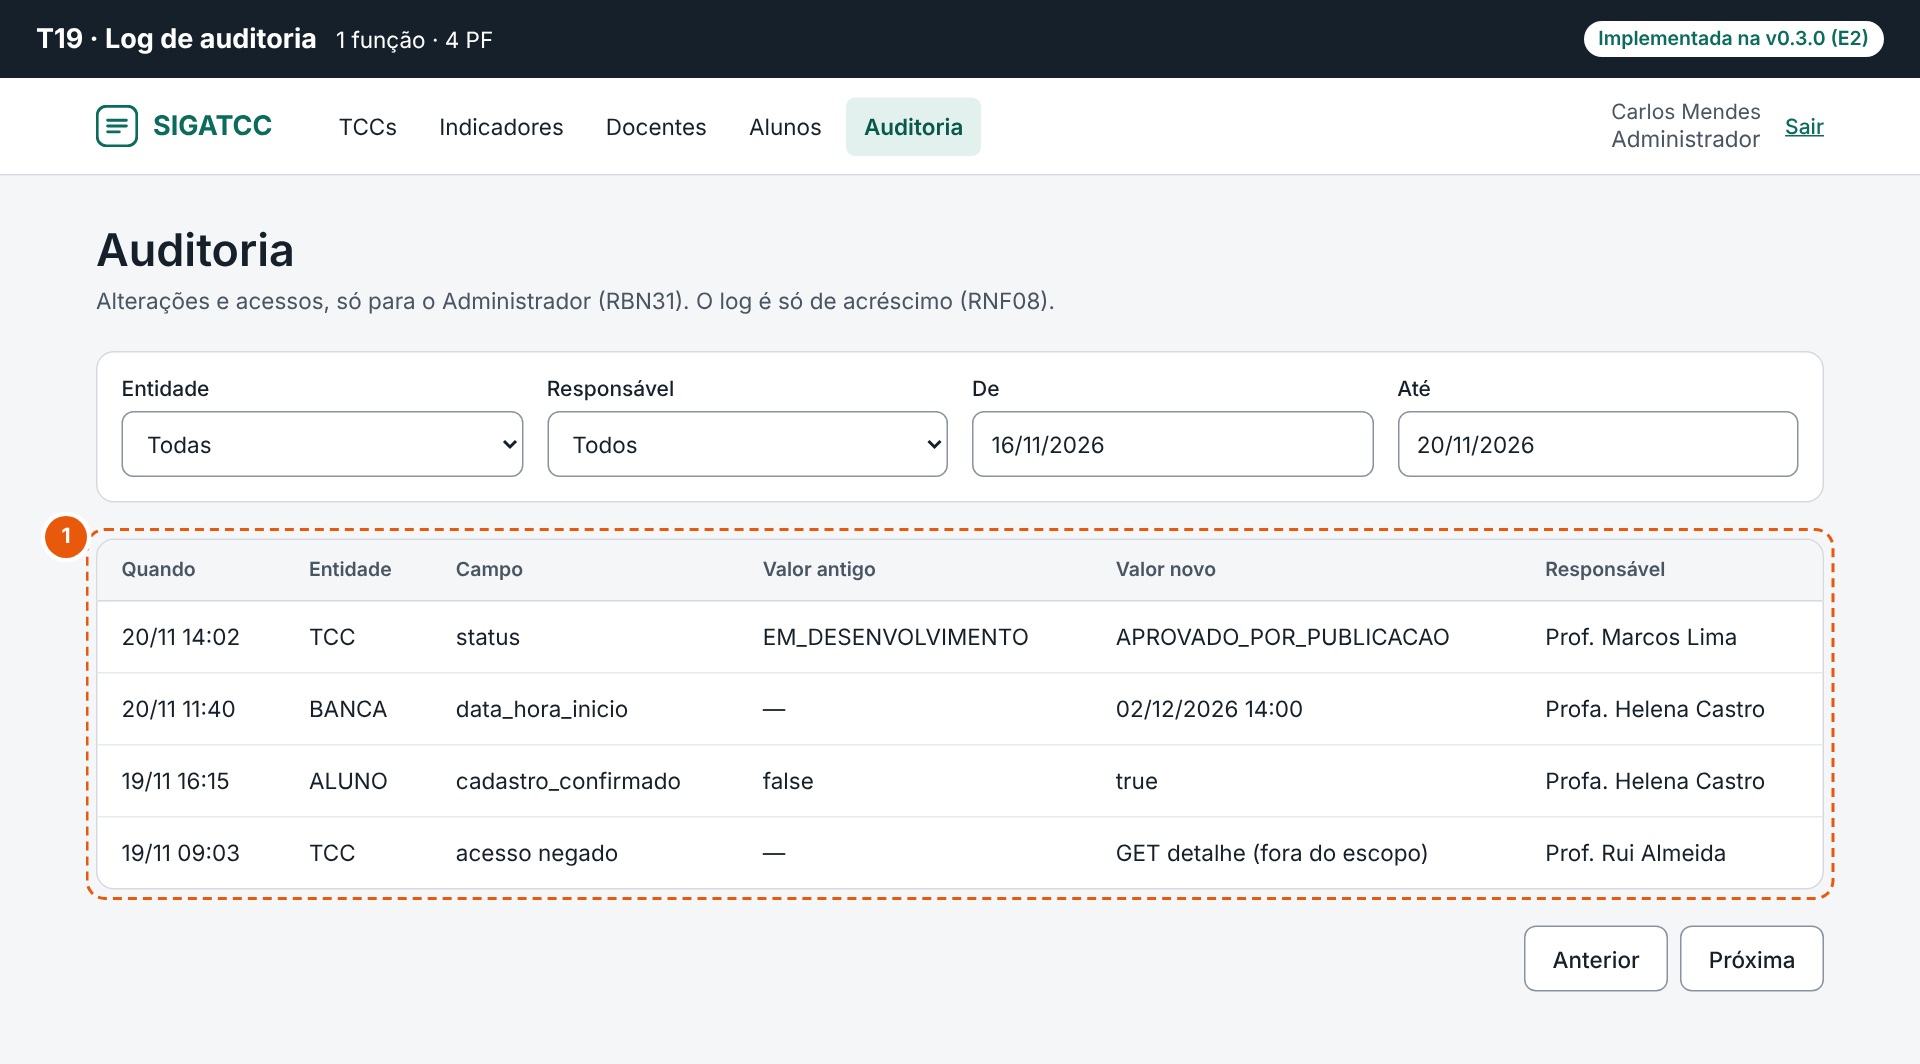 T19 · Log de auditoria 1 função · 4 PF
Implementada na v0.3.0 (E2)
SIGATCC TCCs Indicadores Docentes Alunos Auditoria
Carlos Mendes
Administrador
Sair
Auditoria
Alterações e acessos, só para o Administrador (RBN31). O log é só de acréscimo (RNF08).
Entidade Responsável De Até
Todas Todos 16/11/2026 20/11/2026
1
Quando Entidade Campo Valor antigo Valor novo Responsável
20/11 14:02 TCC status EM_DESENVOLVIMENTO APROVADO_POR_PUBLICACAO Prof. Marcos Lima
20/11 11:40 BANCA data_hora_inicio — 02/12/2026 14:00 Profa. Helena Castro
19/11 16:15 ALUNO cadastro_confirmado false true Profa. Helena Castro
19/11 09:03 TCC acesso negado — GET detalhe (fora do escopo) Prof. Rui Almeida
Anterior Próxima